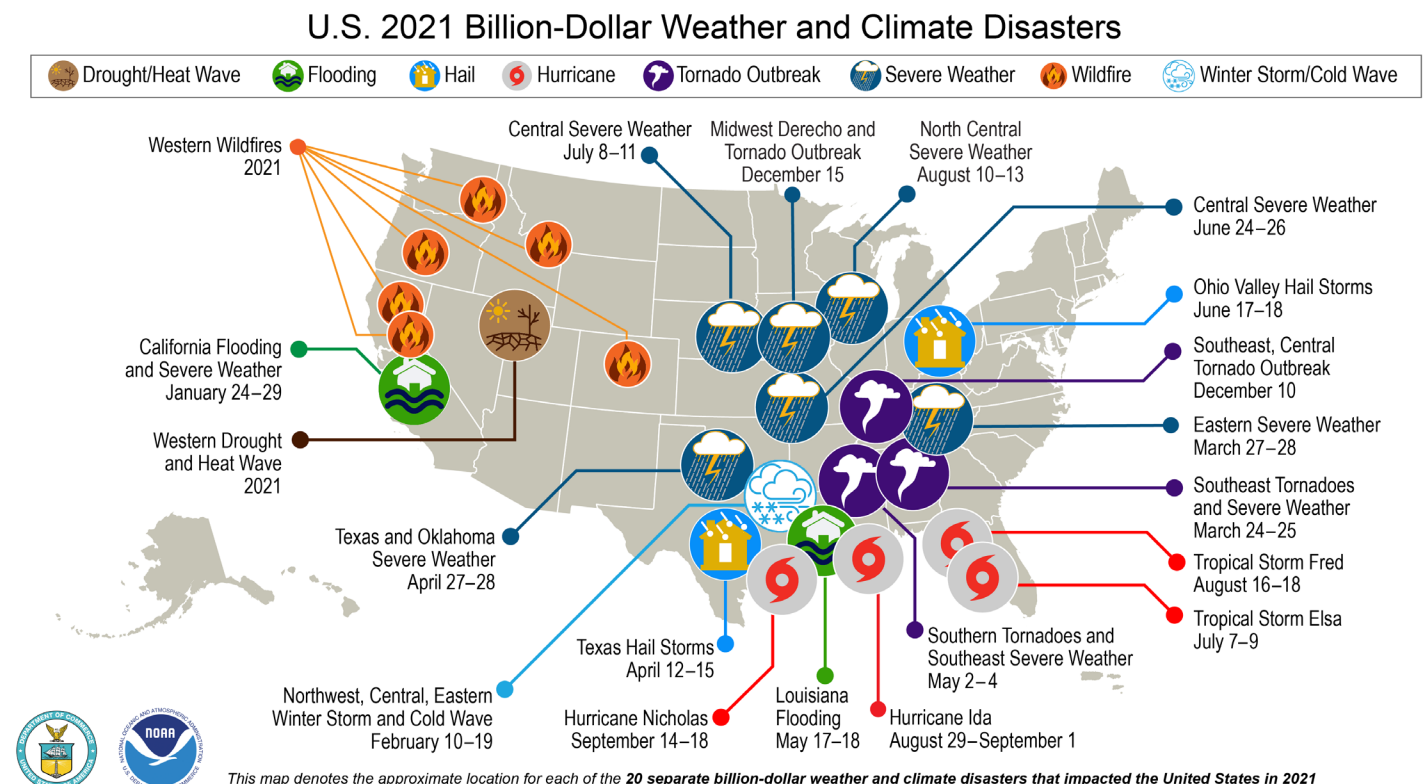 U.S. 2021 Billion-Dollar Weather and Climate Disasters
Drought/Heat Wave Flooding Hail Hurricane Tornado Outbreak Severe Weather Wildfire Winter Storm/Cold Wave
Western Wildfires
2021
Central Severe Weather
July 8–11
Midwest Derecho and
Tornado Outbreak
December 15
North Central
Severe Weather
August 10–13
Central Severe Weather
June 24–26
Ohio Valley Hail Storms
June 17–18
Southeast, Central
Tornado Outbreak
December 10
Eastern Severe Weather
March 27–28
Southeast Tornadoes
and Severe Weather
March 24–25
Tropical Storm Fred
August 16–18
Tropical Storm Elsa
July 7–9
California Flooding
and Severe Weather
January 24–29
Western Drought
and Heat Wave
2021
Texas and Oklahoma
Severe Weather
April 27–28
Texas Hail Storms
April 12–15
Southern Tornadoes and
Southeast Severe Weather
May 2–4
Northwest, Central, Eastern
Winter Storm and Cold Wave
February 10–19
Hurricane Nicholas
September 14–18
Louisiana
Flooding
May 17–18
Hurricane Ida
August 29–September 1
DEPARTMENT OF COMMERCE
NOAA
NATIONAL OCEANIC AND ATMOSPHERIC ADMINISTRATION
This map denotes the approximate location for each of the 20 separate billion-dollar weather and climate disasters that impacted the United States in 2021